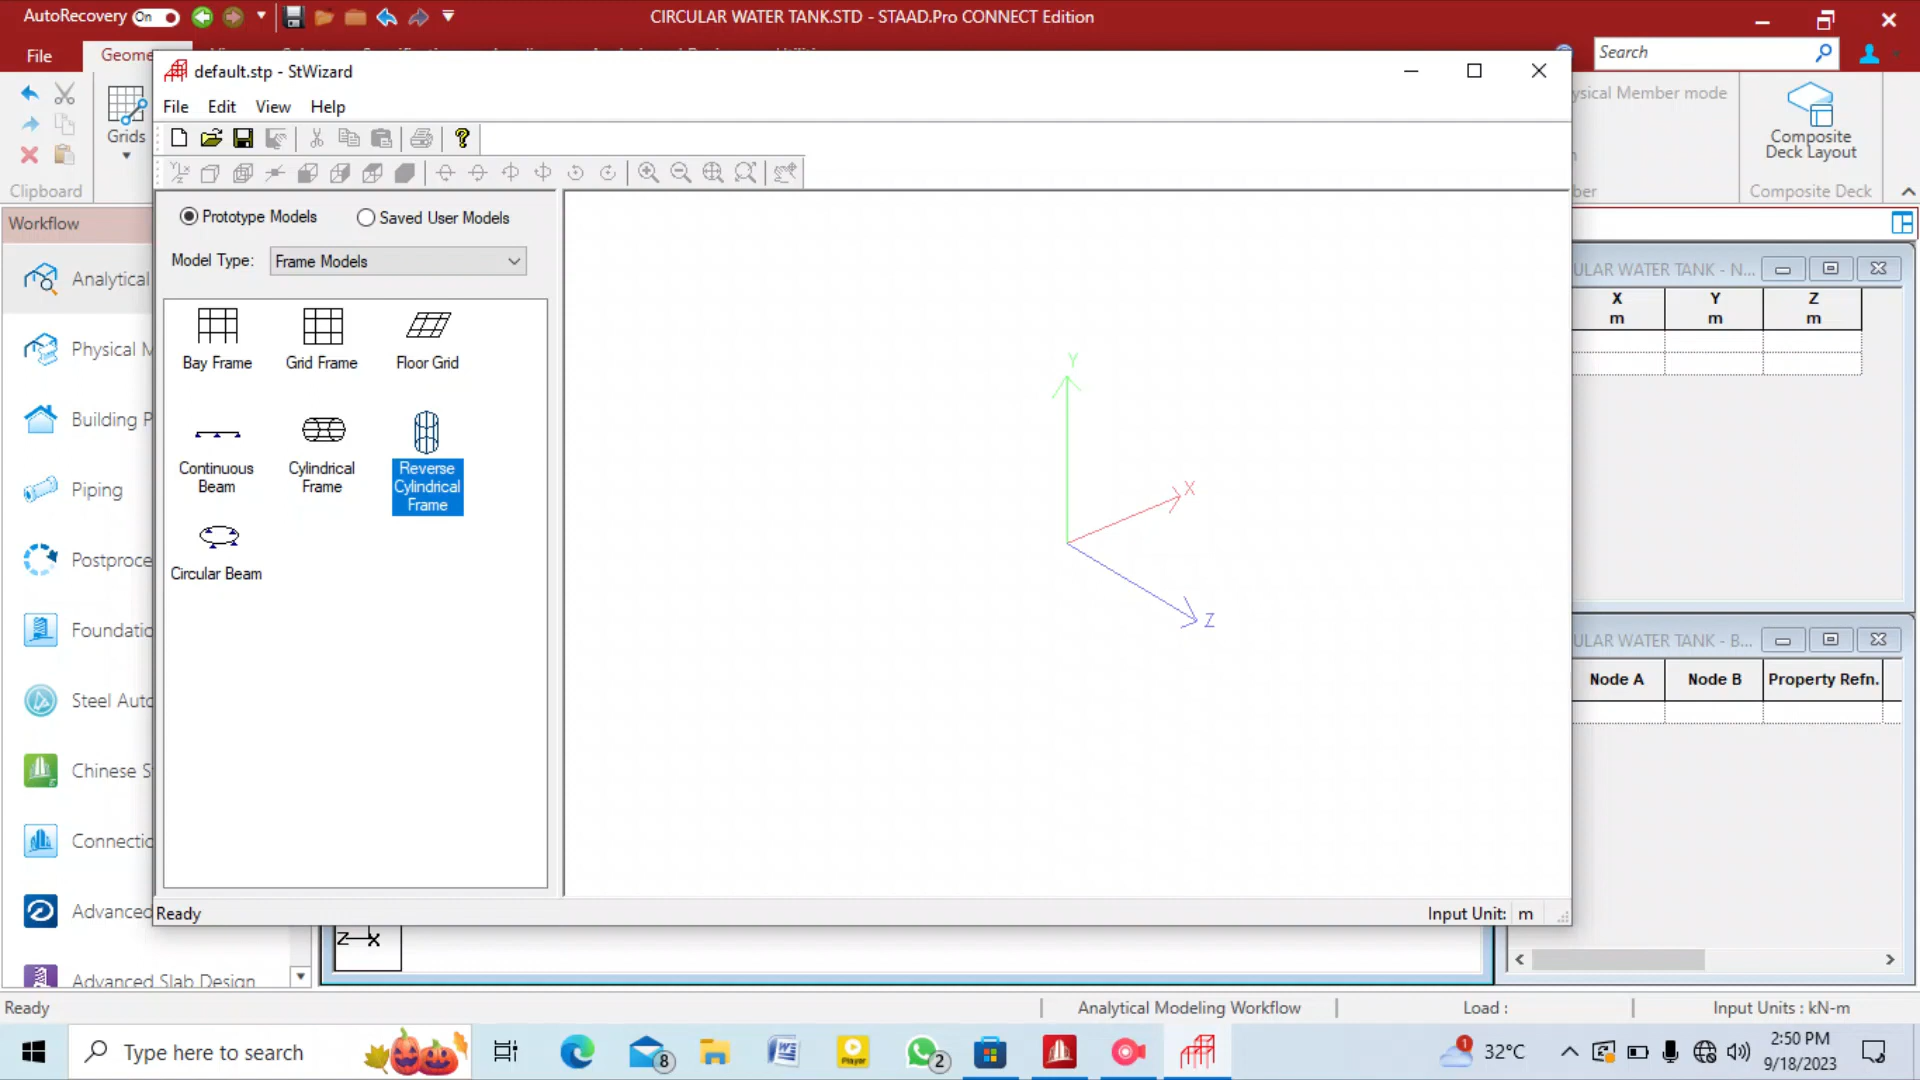 AutoRecovery On
CIRCULAR WATER TANK.STD - STAAD.Pro CONNECT Edition
File
Geome
Search
default.stp - StWizard
File Edit View Help
Grids
Clipboard
ysical Member mode
Composite
Deck Layout
Composite Deck
ber
Workflow
Analytical
Physical M
Building P
Piping
Postproce
Foundatio
Steel Auto
Chinese S
Connectio
Advanced
Advanced Slab Design
Prototype Models
Saved User Models
Model Type: Frame Models
Bay Frame
Grid Frame
Floor Grid
Continuous
Beam
Cylindrical
Frame
Reverse
Cylindrical
Frame
Circular Beam
Y
X
Z
ULAR WATER TANK - N...
X Y Z
m m m
ULAR WATER TANK - B...
Node A Node B Property Refn.
Ready
Input Unit: m
Z X
Ready
Analytical Modeling Workflow
Load :
Input Units : kN-m
Type here to search
8
Player
2
1
32°C
2:50 PM
9/18/2023